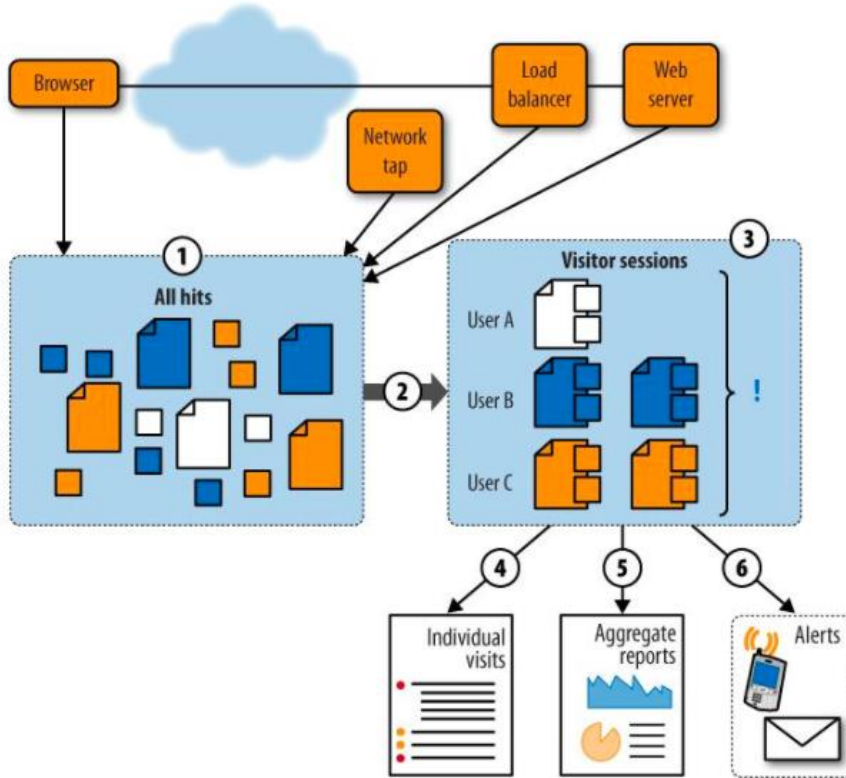 Browser
Load
balancer
Web
server
Network
tap
1
All hits
2
3
Visitor sessions
User A
User B
!
User C
4
5
6
Individual
visits
Aggregate
reports
Alerts